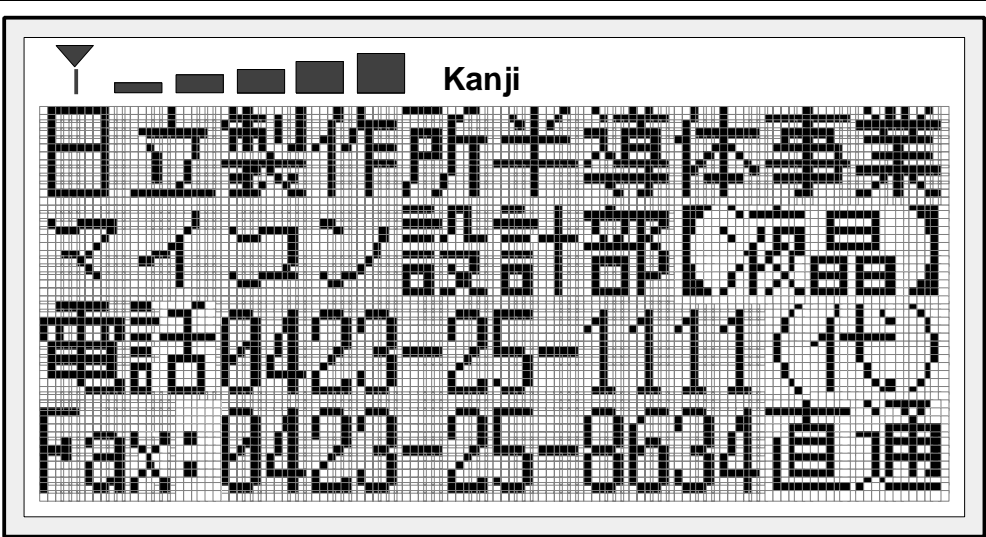 Kanji
日立製作所半導体事業
マイコン設計部【液晶】
電話0423-25-1111(代)
Fax: 0423-25-8634直通